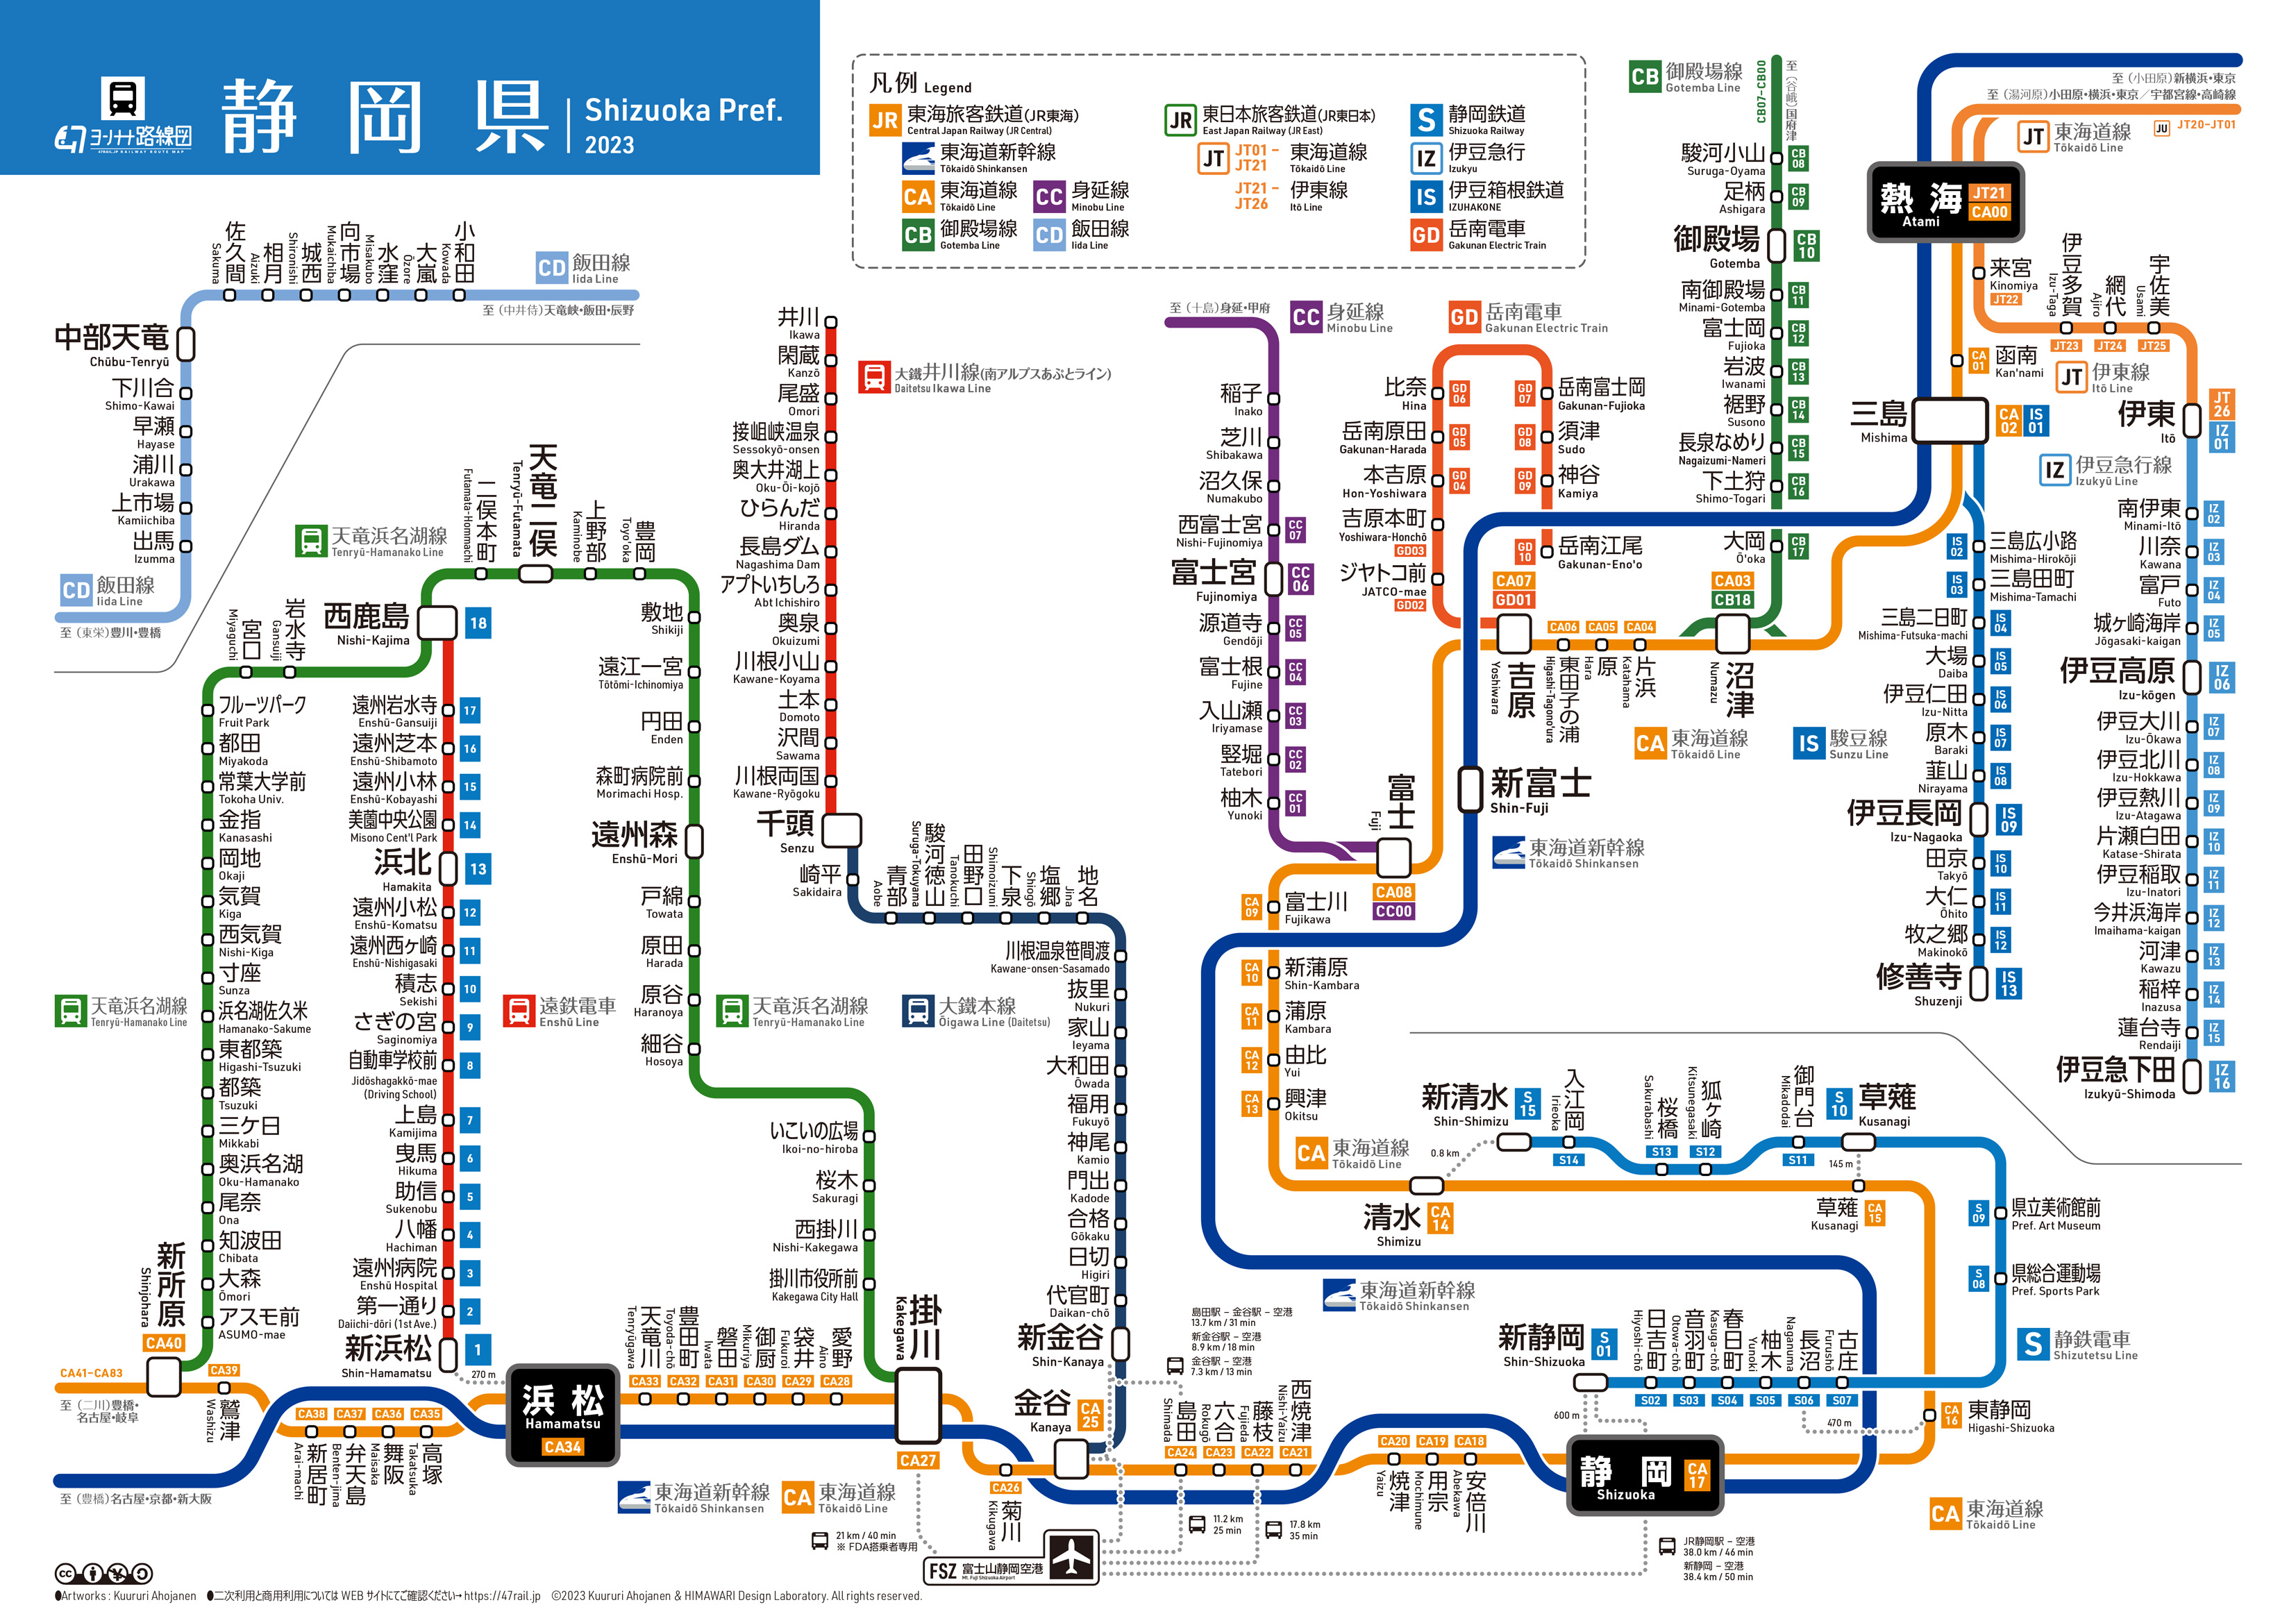 ヨンナナ路線図
47RAIL.JP RAILWAY ROUTE MAP
静岡県
Shizuoka Pref.
2023
凡例 Legend
JR 東海旅客鉄道(JR東海)
Central Japan Railway (JR Central)
東海道新幹線
Tōkaidō Shinkansen
CA 東海道線
Tōkaidō Line
CC 身延線
Minobu Line
CB 御殿場線
Gotemba Line
CD 飯田線
Iida Line
JR 東日本旅客鉄道(JR東日本)
East Japan Railway (JR East)
JT JT01 – JT21 東海道線
Tōkaidō Line
JT21 – JT26 伊東線
Itō Line
S 静岡鉄道
Shizuoka Railway
IZ 伊豆急行
Izukyu
IS 伊豆箱根鉄道
IZUHAKONE
GD 岳南電車
Gakunan Electric Train
CD 飯田線
Iida Line
至 (中井侍)天竜峡・飯田・辰野
小和田
Kowada
大嵐
Ōzore
水窪
Misakubo
向市場
Mukaichiba
城西
Shironishi
相月
Aizuki
佐久間
Sakuma
中部天竜
Chūbu-Tenryū
下川合
Shimo-Kawai
早瀬
Hayase
浦川
Urakawa
上市場
Kamiichiba
出馬
Izumma
CD 飯田線
Iida Line
至 (東栄)豊川・豊橋
天竜浜名湖線
Tenryū-Hamanako Line
二俣本町
Futamata-Hommachi
天竜二俣
Tenryū-Futamata
上野部
Kaminobe
豊岡
Toyo'oka
敷地
Shikiji
遠江一宮
Tōtōmi-Ichinomiya
円田
Enden
森町病院前
Morimachi Hosp.
遠州森
Enshū-Mori
戸綿
Towata
原田
Harada
原谷
Haranoya
細谷
Hosoya
天竜浜名湖線
Tenryū-Hamanako Line
いこいの広場
Ikoi-no-hiroba
桜木
Sakuragi
西掛川
Nishi-Kakegawa
掛川市役所前
Kakegawa City Hall
掛川
Kakegawa
CA27
西鹿島
Nishi-Kajima
18
岩水寺
Gansuiji
宮口
Miyaguchi
フルーツパーク
Fruit Park
都田
Miyakoda
常葉大学前
Tokoha Univ.
金指
Kanasashi
岡地
Okaji
気賀
Kiga
西気賀
Nishi-Kiga
寸座
Sunza
浜名湖佐久米
Hamanako-Sakume
東都築
Higashi-Tsuzuki
都築
Tsuzuki
三ケ日
Mikkabi
奥浜名湖
Oku-Hamanako
尾奈
Ona
知波田
Chibata
大森
Ōmori
アスモ前
ASUMO-mae
新所原
Shinjohara
CA40
天竜浜名湖線
Tenryū-Hamanako Line
遠州岩水寺
Enshū-Gansuiji
17
遠州芝本
Enshū-Shibamoto
16
遠州小林
Enshū-Kobayashi
15
美薗中央公園
Misono Cent'l Park
14
浜北
Hamakita
13
遠州小松
Enshū-Komatsu
12
遠州西ヶ崎
Enshū-Nishigasaki
11
積志
Sekishi
10
さぎの宮
Saginomiya
9
自動車学校前
Jidōshagakkō-mae
(Driving School)
8
上島
Kamijima
7
曳馬
Hikuma
6
助信
Sukenobu
5
八幡
Hachiman
4
遠州病院
Enshū Hospital
3
第一通り
Daiichi-dōri (1st Ave.)
2
新浜松
Shin-Hamamatsu
1
270 m
遠鉄電車
Enshū Line
井川
Ikawa
閑蔵
Kanzō
尾盛
Omori
接岨峡温泉
Sessokyō-onsen
奥大井湖上
Oku-Ōi-kojō
ひらんだ
Hiranda
長島ダム
Nagashima Dam
アプトいちしろ
Abt Ichishiro
奥泉
Okuizumi
川根小山
Kawane-Koyama
土本
Domoto
沢間
Sawama
川根両国
Kawane-Ryōgoku
千頭
Senzu
大鐵井川線(南アルプスあぷとライン)
Daitetsu Ikawa Line
崎平
Sakidaira
青部
Aobe
駿河徳山
Suruga-Tokuyama
田野口
Tanokuchi
下泉
Shimoizumi
塩郷
Shiogō
地名
Jina
川根温泉笹間渡
Kawane-onsen-Sasamado
抜里
Nukuri
家山
Ieyama
大和田
Ōwada
福用
Fukuyō
神尾
Kamio
門出
Kadode
合格
Gōkaku
日切
Higiri
代官町
Daikan-chō
新金谷
Shin-Kanaya
金谷
Kanaya
CA25
大鐵本線
Ōigawa Line (Daitetsu)
至 (十島)身延・甲府
CC 身延線
Minobu Line
稲子
Inako
芝川
Shibakawa
沼久保
Numakubo
西富士宮
Nishi-Fujinomiya
CC07
富士宮
Fujinomiya
CC06
源道寺
Gendōji
CC05
富士根
Fujine
CC04
入山瀬
Iriyamase
CC03
竪堀
Tatebori
CC02
柚木
Yunoki
CC01
富士
Fuji
CA08
CC00
GD 岳南電車
Gakunan Electric Train
比奈
Hina
GD06
岳南原田
Gakunan-Harada
GD05
本吉原
Hon-Yoshiwara
GD04
吉原本町
Yoshiwara-Honchō
GD03
ジヤトコ前
JATCO-mae
GD02
GD07
岳南富士岡
Gakunan-Fujioka
GD08
須津
Sudo
GD09
神谷
Kamiya
GD10
岳南江尾
Gakunan-Eno'o
CA07
GD01
吉原
Yoshiwara
CA06
東田子の浦
Higashi-Tagono'ura
CA05
原
Hara
CA04
片浜
Katahama
CA03
CB18
沼津
Numazu
CA 東海道線
Tōkaidō Line
CB 御殿場線
Gotemba Line
CB07-CB00
至 (谷峨)国府津
駿河小山
Suruga-Oyama
CB08
足柄
Ashigara
CB09
御殿場
Gotemba
CB10
南御殿場
Minami-Gotemba
CB11
富士岡
Fujioka
CB12
岩波
Iwanami
CB13
裾野
Susono
CB14
長泉なめり
Nagaizumi-Nameri
CB15
下土狩
Shimo-Togari
CB16
大岡
Ō'oka
CB17
至 (小田原)新横浜・東京
至 (湯河原)小田原・横浜・東京／宇都宮線・高崎線
JT 東海道線
Tōkaidō Line
JU JT20-JT01
熱海
Atami
JT21
CA00
来宮
Kinomiya
JT22
伊豆多賀
Izu-Taga
JT23
網代
Ajiro
JT24
宇佐美
Usami
JT25
JT 伊東線
Itō Line
CA01
函南
Kan'nami
三島
Mishima
CA02
IS01
伊東
Itō
JT26
IZ01
IZ 伊豆急行線
Izukyū Line
南伊東
Minami-Itō
IZ02
川奈
Kawana
IZ03
富戸
Futo
IZ04
城ヶ崎海岸
Jōgasaki-kaigan
IZ05
伊豆高原
Izu-kōgen
IZ06
伊豆大川
Izu-Ōkawa
IZ07
伊豆北川
Izu-Hokkawa
IZ08
伊豆熱川
Izu-Atagawa
IZ09
片瀬白田
Katase-Shirata
IZ10
伊豆稲取
Izu-Inatori
IZ11
今井浜海岸
Imaihama-kaigan
IZ12
河津
Kawazu
IZ13
稲梓
Inazusa
IZ14
蓮台寺
Rendaiji
IZ15
伊豆急下田
Izukyū-Shimoda
IZ16
IS02
三島広小路
Mishima-Hirokōji
IS03
三島田町
Mishima-Tamachi
三島二日町
Mishima-Futsuka-machi
IS04
大場
Daiba
IS05
伊豆仁田
Izu-Nitta
IS06
原木
Baraki
IS07
韮山
Nirayama
IS08
伊豆長岡
Izu-Nagaoka
IS09
田京
Takyō
IS10
大仁
Ōhito
IS11
牧之郷
Makinokō
IS12
修善寺
Shuzenji
IS13
IS 駿豆線
Sunzu Line
新富士
Shin-Fuji
東海道新幹線
Tōkaidō Shinkansen
CA09
富士川
Fujikawa
CA10
新蒲原
Shin-Kambara
CA11
蒲原
Kambara
CA12
由比
Yui
CA13
興津
Okitsu
CA 東海道線
Tōkaidō Line
0.8 km
清水
Shimizu
CA14
新清水
Shin-Shimizu
S15
入江岡
Irieoka
S14
桜橋
Sakurabashi
S13
狐ヶ崎
Kitsunegasaki
S12
御門台
Mikadodai
S11
S10
草薙
Kusanagi
145 m
草薙
Kusanagi
CA15
S09
県立美術館前
Pref. Art Museum
S08
県総合運動場
Pref. Sports Park
S 静鉄電車
Shizutetsu Line
東海道新幹線
Tōkaidō Shinkansen
新静岡
Shin-Shizuoka
S01
日吉町
Hiyoshi-chō
S02
音羽町
Otowa-chō
S03
春日町
Kasuga-chō
S04
柚木
Yunoki
S05
長沼
Naganuma
S06
古庄
Furushō
S07
600 m
470 m
CA16
東静岡
Higashi-Shizuoka
静岡
Shizuoka
CA17
CA 東海道線
Tōkaidō Line
CA18
安倍川
Abekawa
CA19
用宗
Mochimune
CA20
焼津
Yaizu
西焼津
Nishi-Yaizu
CA21
藤枝
Fujieda
CA22
六合
Rokugō
CA23
島田
Shimada
CA24
CA26
菊川
Kikugawa
愛野
Aino
CA28
袋井
Fukuroi
CA29
御厨
Mikuriya
CA30
磐田
Iwata
CA31
豊田町
Toyoda-chō
CA32
天竜川
Tenryūgawa
CA33
浜松
Hamamatsu
CA34
CA35
高塚
Takatsuka
CA36
舞阪
Maisaka
CA37
弁天島
Benten-jima
CA38
新居町
Arai-machi
CA39
鷲津
Washizu
CA41-CA83
至 (二川)豊橋・
名古屋・岐阜
至 (豊橋)名古屋・京都・新大阪
東海道新幹線
Tōkaidō Shinkansen
CA 東海道線
Tōkaidō Line
島田駅 – 金谷駅 – 空港
13.7 km / 31 min
新金谷駅 – 空港
8.9 km / 18 min
金谷駅 – 空港
7.3 km / 13 min
21 km / 40 min
※ FDA搭乗者専用
11.2 km
25 min
17.8 km
35 min
JR静岡駅 – 空港
38.0 km / 46 min
新静岡 – 空港
38.4 km / 50 min
FSZ 富士山静岡空港
Mt. Fuji Shizuoka Airport
cc
●Artworks : Kuururi Ahojanen ●二次利用と商用利用については WEB サイトにてご確認ください→ https://47rail.jp ©2023 Kuururi Ahojanen & HIMAWARI Design Laboratory. All rights reserved.